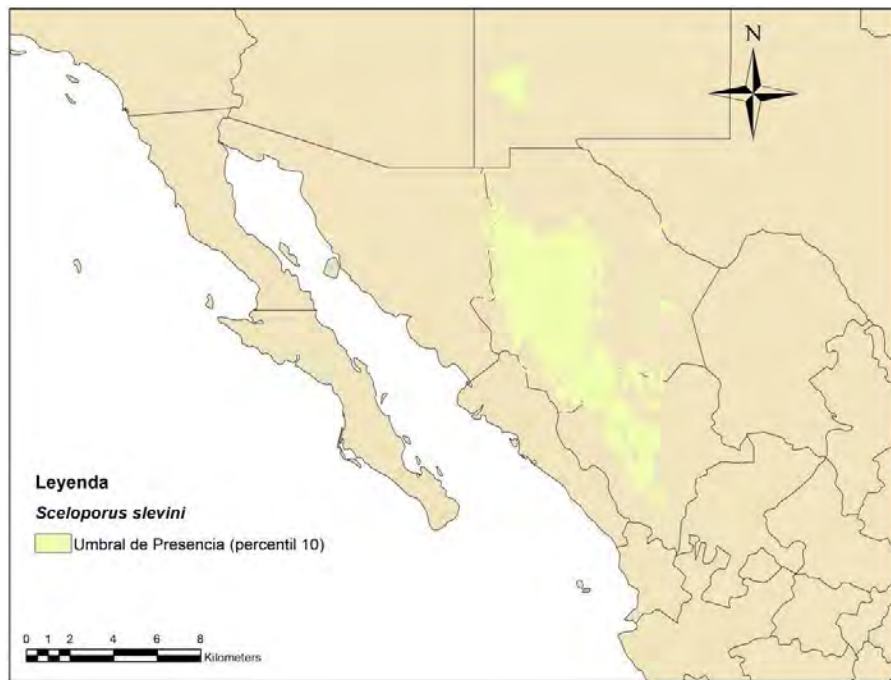 N
Leyenda
Sceloporus slevini
Umbral de Presencia (percentil 10)
0 1 2 4 6 8
Kilometers